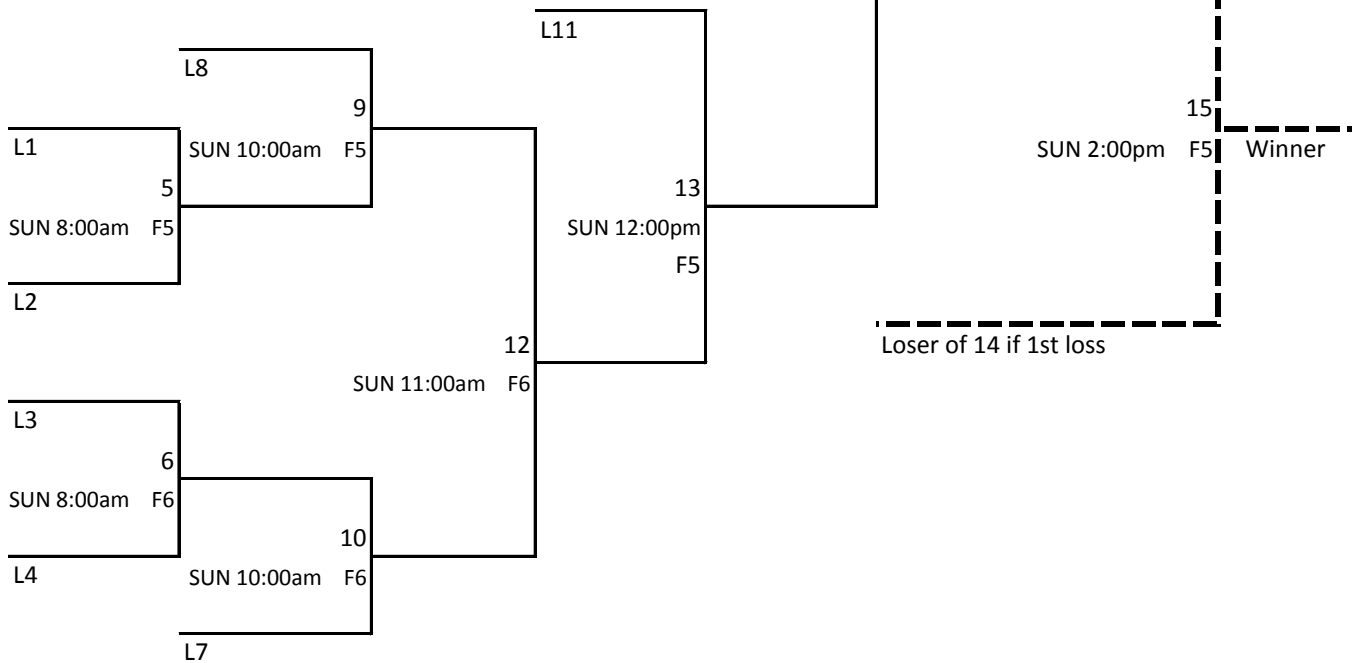 L11
L8
9
SUN 10:00am F5
L1
5
SUN 8:00am F5
L2
15
SUN 2:00pm F5
Winner
13
SUN 12:00pm
F5
Loser of 14 if 1st loss
12
SUN 11:00am F6
L3
6
SUN 8:00am F6
L4
10
SUN 10:00am F6
L7